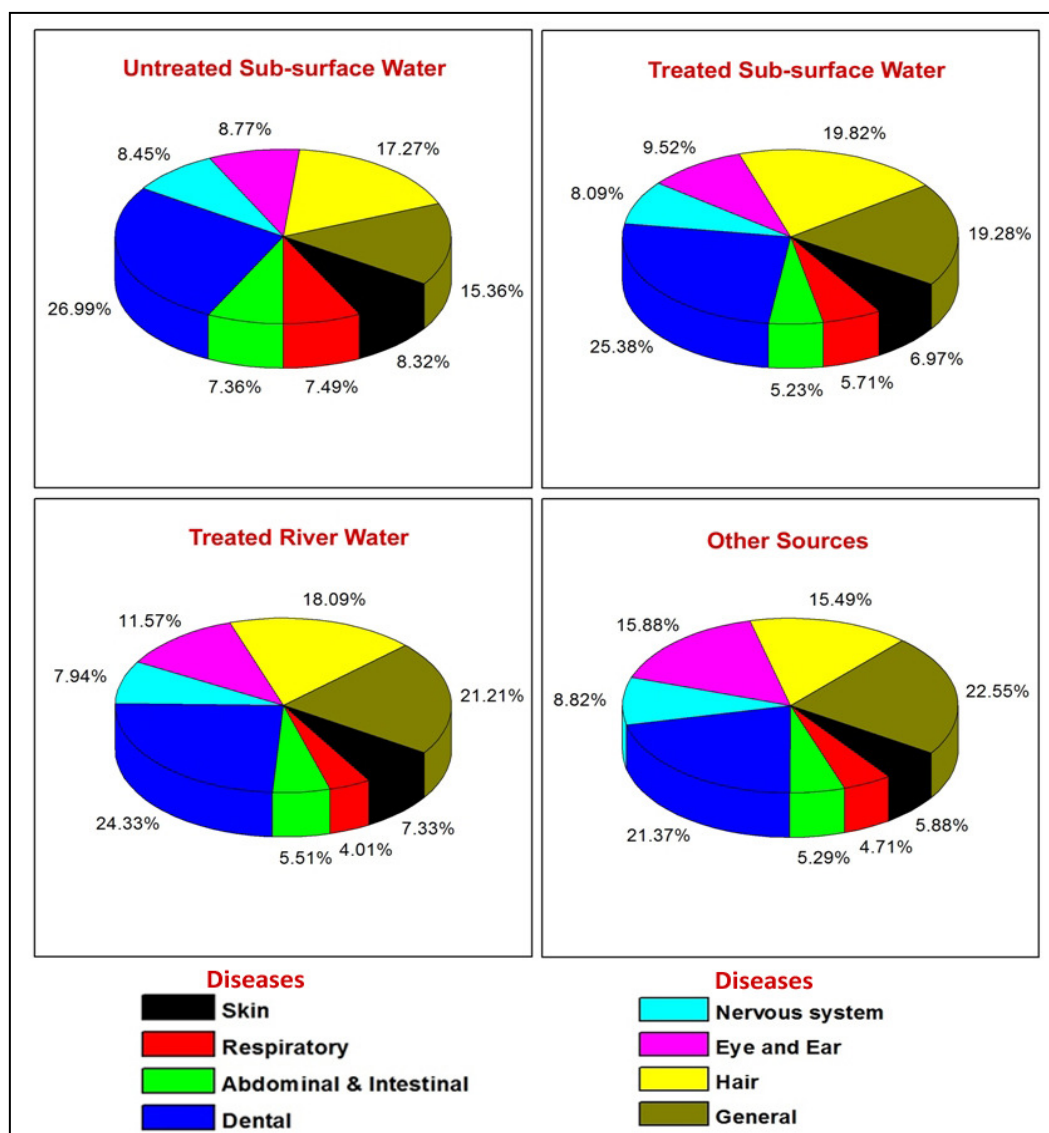 Untreated Sub-surface Water
8.77%
17.27%
8.45%
15.36%
26.99%
8.32%
7.36%
7.49%
Treated Sub-surface Water
19.82%
9.52%
8.09%
19.28%
25.38%
6.97%
5.71%
5.23%
Treated River Water
18.09%
11.57%
7.94%
21.21%
24.33%
7.33%
5.51%
4.01%
Other Sources
15.49%
15.88%
8.82%
22.55%
21.37%
5.88%
5.29%
4.71%
Diseases
Skin
Respiratory
Abdominal & Intestinal
Dental
Diseases
Nervous system
Eye and Ear
Hair
General